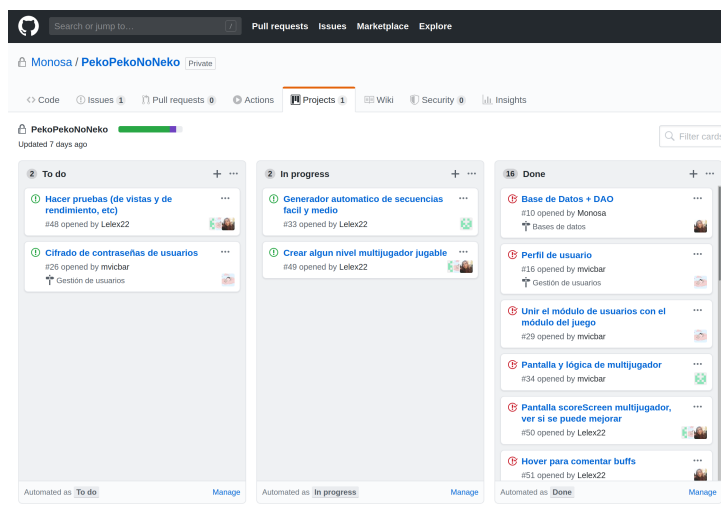 Search or jump to... /
Pull requests Issues Marketplace Explore
Monosa / PekoPekoNoNeko Private
Code Issues 1 Pull requests 0 Actions Projects 1 Wiki Security 0 Insights
PekoPekoNoNeko
Updated 7 days ago
Filter cards
2 To do
Hacer pruebas (de vistas y de
rendimiento, etc)
#48 opened by Lelex22
Cifrado de contraseñas de usuarios
#26 opened by mvicbar
Gestión de usuarios
Automated as To do Manage
2 In progress
Generador automatico de secuencias
facil y medio
#33 opened by Lelex22
Crear algun nivel multijugador jugable
#49 opened by Lelex22
Automated as In progress Manage
16 Done
Base de Datos + DAO
#10 opened by Monosa
Bases de datos
Perfil de usuario
#16 opened by mvicbar
Gestión de usuarios
Unir el módulo de usuarios con el
módulo del juego
#29 opened by mvicbar
Pantalla y lógica de multijugador
#34 opened by mvicbar
Pantalla scoreScreen multijugador,
ver si se puede mejorar
#50 opened by Lelex22
Hover para comentar buffs
#51 opened by Lelex22
Automated as Done Manage